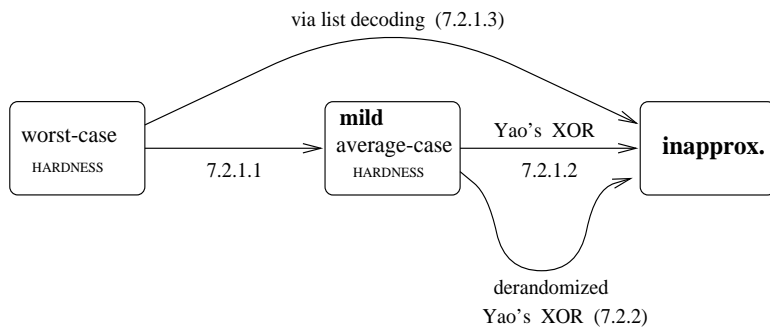 via list decoding (7.2.1.3)
worst-case
HARDNESS
7.2.1.1
mild
average-case
HARDNESS
Yao's XOR
7.2.1.2
inapprox.
derandomized
Yao's XOR (7.2.2)